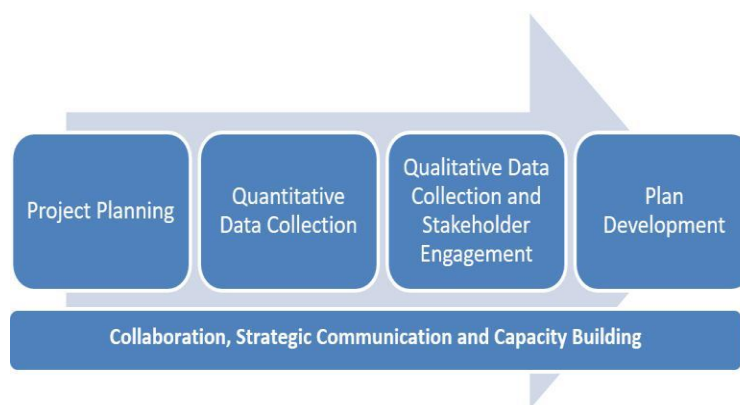 Project Planning
Quantitative
Data Collection
Qualitative Data
Collection and
Stakeholder
Engagement
Plan
Development
Collaboration, Strategic Communication and Capacity Building